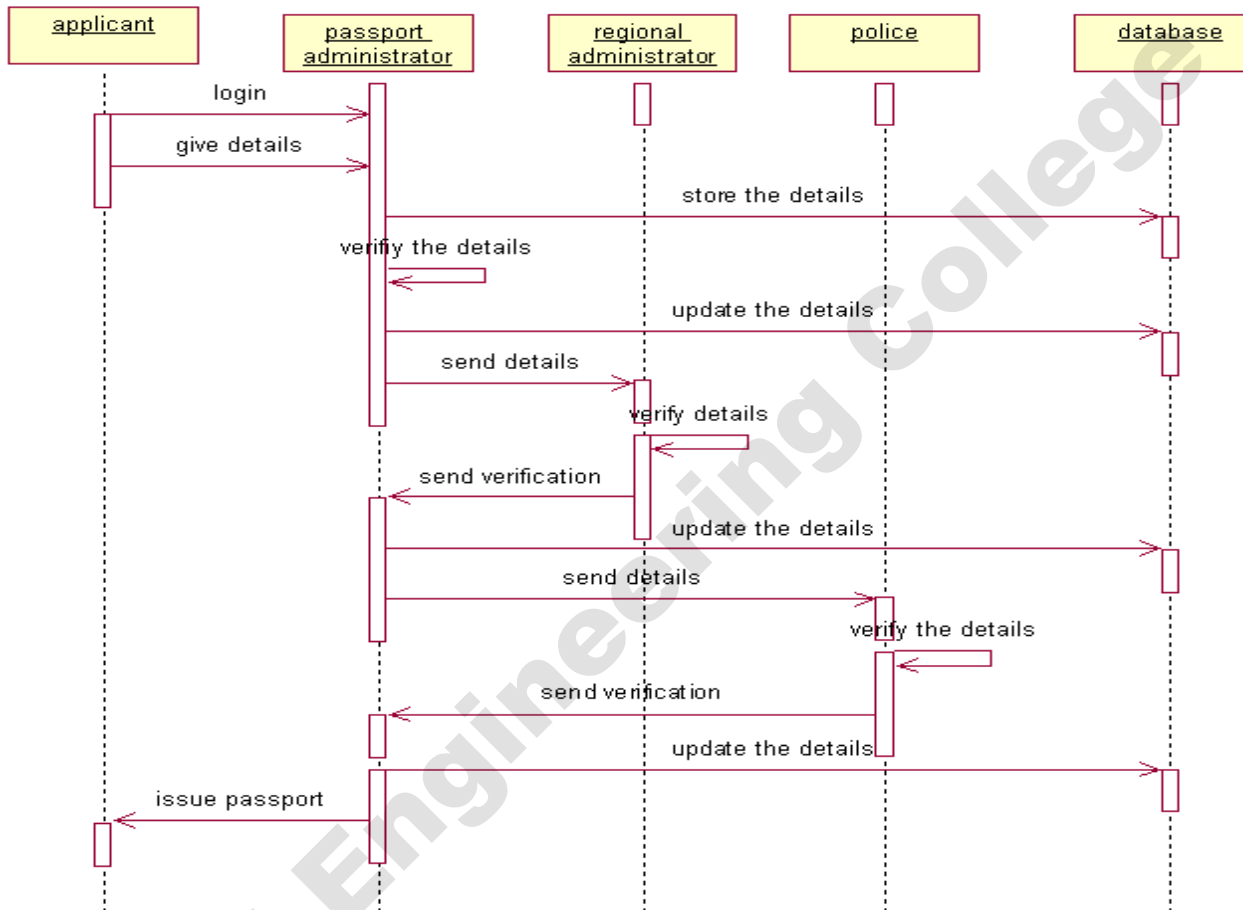 applicant
passport
administrator
regional
administrator
police
database
login
give details
store the details
verifiy the details
update the details
send details
verify details
send verification
update the details
send details
verify the details
send verification
update the details
issue passport
Engineering College